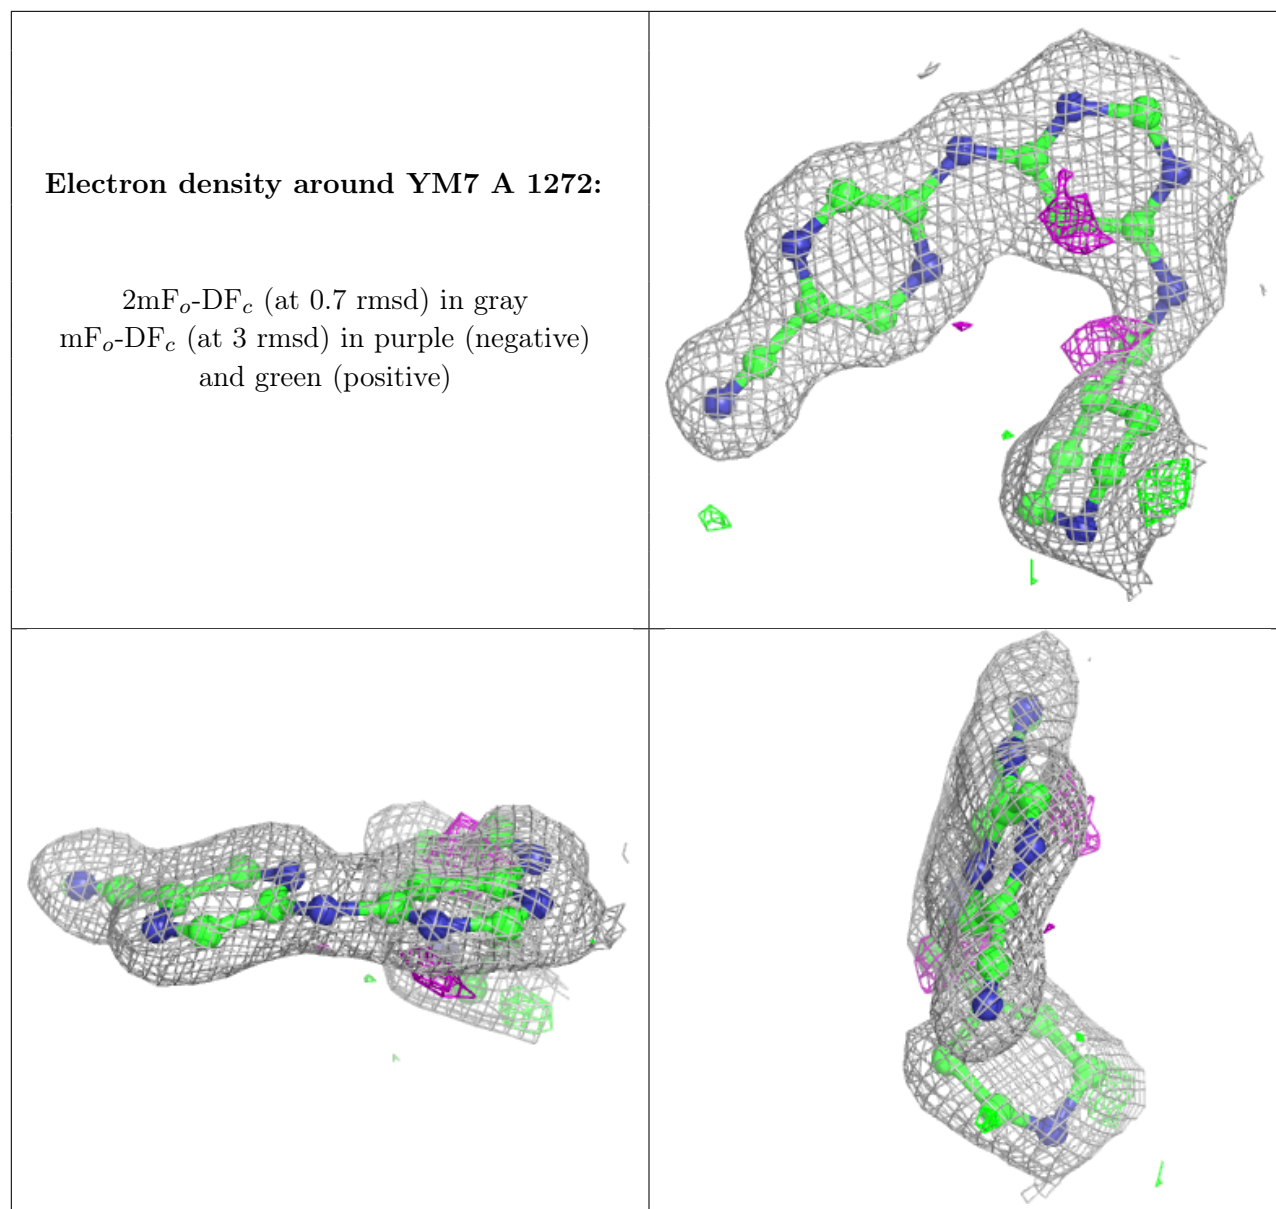 Electron density around YM7 A 1272:
2mFₒ-DF𝒸 (at 0.7 rmsd) in gray
mFₒ-DF𝒸 (at 3 rmsd) in purple (negative)
and green (positive)